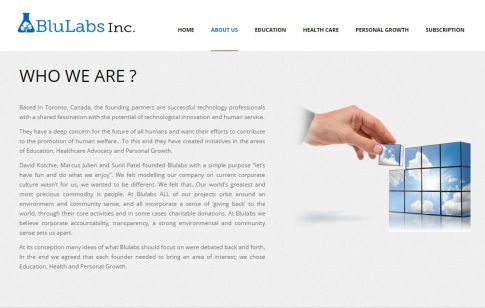 BluLabs Inc.
HOME ABOUT US EDUCATION HEALTH CARE PERSONAL GROWTH SUBSCRIPTION
WHO WE ARE ?
Based in Toronto, Canada, the founding partners are successful technology professionals
with a shared fascination with the potential of technological innovation and human service.
They have a deep concern for the future of all humans and want their efforts to contribute
to the promotion of human welfare. To this end they have created initiatives in the areas
of Education, Healthcare Advocacy and Personal Growth.
David Kotchie, Marcus Julien and Sunil Patel founded Blulabs with a simple purpose “let's
have fun and do what we enjoy”. We felt modelling our company on current corporate
culture wasn't for us, we wanted to be different. We felt that...Our world's greatest and
most precious commodity is people. At Blulabs ALL of our projects orbit around an
environment and community sense, and all incorporate a sense of ‘giving back’ to the
world, through their core activities and in some cases charitable donations. At Blulabs we
believe corporate accountability, transparency, a strong environmental and community
sense sets us apart.
At its conception many ideas of what Blulabs should focus on were debated back and forth.
In the end we agreed that each founder needed to bring an area of interest; we chose
Education, Health and Personal Growth.